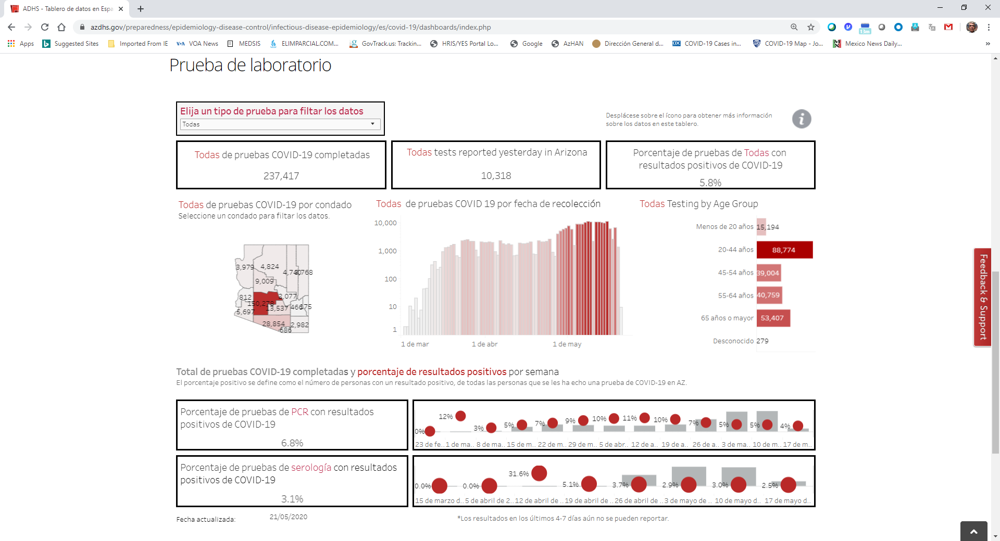 ADHS - Tablero de datos en Espa
azdhs.gov/preparedness/epidemiology-disease-control/infectious-disease-epidemiology/es/covid-19/dashboards/index.php
13m
Apps
Suggested Sites
Imported From IE
VOA News
MEDSIS
ELIMPARCIAL.COM...
GovTrack.us: Trackin...
HRIS/YES Portal Lo...
Google
AzHAN
Dirección General d...
COVID-19 Cases in...
COVID-19 Map - Jo...
Mexico News Daily...
»
Prueba de laboratorio
Elija un tipo de prueba para filtar los datos
Todas
Desplácese sobre el ícono para obtener más información
sobre los datos en este tablero.
i
Todas de pruebas COVID-19 completadas
237,417
Todas tests reported yesterday in Arizona
10,318
Porcentaje de pruebas de Todas con
resultados positivos de COVID-19
5.8%
Todas de pruebas COVID-19 por condado
Seleccione un condado para filtar los datos.
3,979
4,824
4,740
9,009
812
2,077
150,278
13,537
466
175
5,697
28,854
686
2,982
Todas de pruebas COVID 19 por fecha de recolección
10,000
1,000
100
10
1
1 de mar
1 de abr
1 de may
Todas Testing by Age Group
Menos de 20 años 15,194
20-44 años 88,774
45-54 años 39,004
55-64 años 40,759
65 años o mayor 53,407
Desconocido 279
Feedback & Support
Total de pruebas COVID-19 completadas y porcentaje de resultados positivos por semana
El porcentaje positivo se define como el número de personas con un resultado positivo, de todas las personas que se les ha echo una prueba de COVID-19 en AZ.
Porcentaje de pruebas de PCR con resultados
positivos de COVID-19
6.8%
0% 12% 3% 5% 7% 9% 10% 11% 10% 7% 5% 5% 4%
23 de fe.. 1 de ma.. 8 de ma.. 15 de m.. 22 de m.. 29 de m.. 5 de abr.. 12 de a.. 19 de a.. 26 de a.. 3 de ma.. 10 de m.. 17 de m..
Porcentaje de pruebas de serología con resultados
positivos de COVID-19
3.1%
0.0% 0.0% 31.6% 5.1% 3.7% 2.9% 3.0% 2.5%
15 de marzo d.. 5 de abril de 2.. 12 de abril de .. 19 de abril de .. 26 de abril de .. 3 de mayo de .. 10 de mayo d.. 17 de mayo d..
Fecha actualizada: 21/05/2020
*Los resultados en los últimos 4-7 días aún no se pueden reportar.